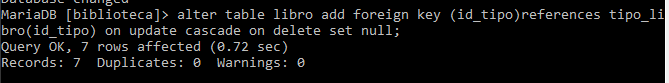 Database changed
MariaDB [biblioteca]> alter table libro add foreign key (id_tipo)references tipo_li
bro(id_tipo) on update cascade on delete set null;
Query OK, 7 rows affected (0.72 sec)
Records: 7  Duplicates: 0  Warnings: 0